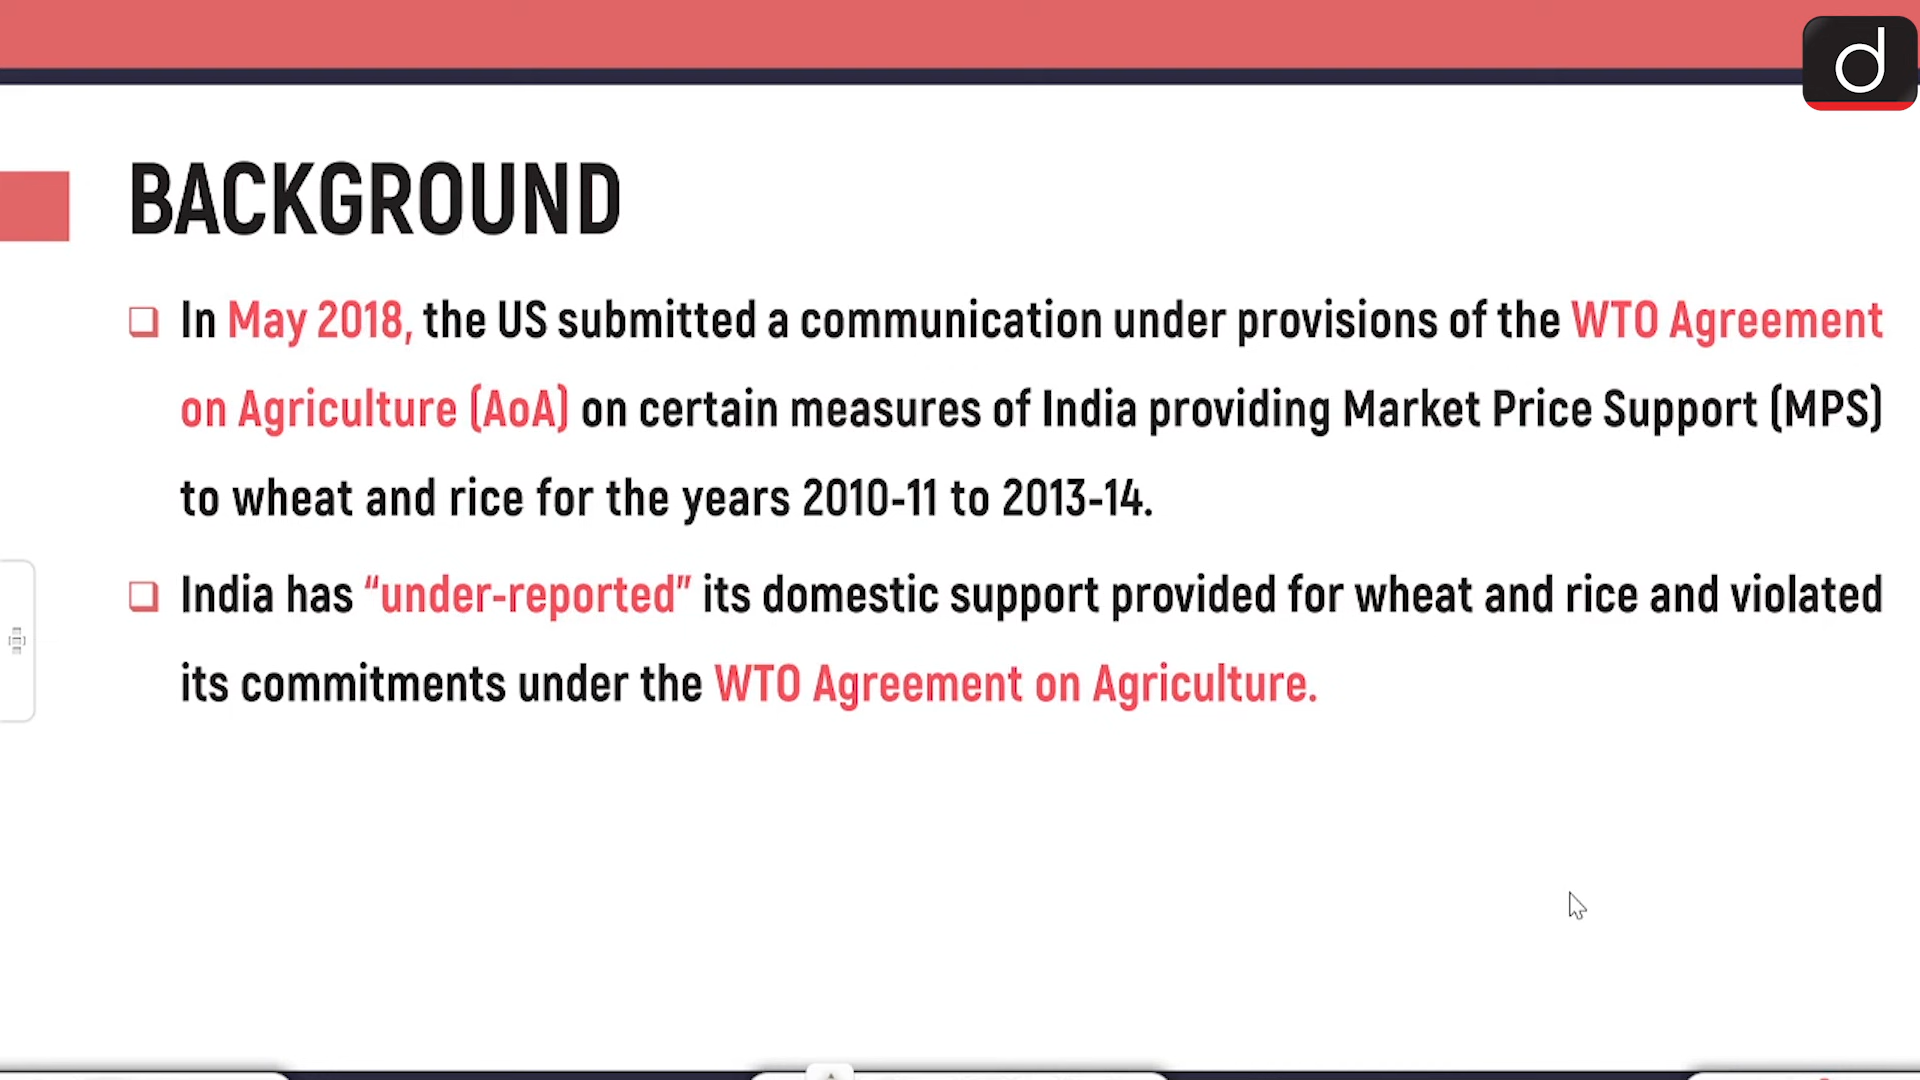 d
BACKGROUND
In May 2018, the US submitted a communication under provisions of the WTO Agreement
on Agriculture (AoA) on certain measures of India providing Market Price Support (MPS)
to wheat and rice for the years 2010-11 to 2013-14.
India has “under-reported” its domestic support provided for wheat and rice and violated
its commitments under the WTO Agreement on Agriculture.